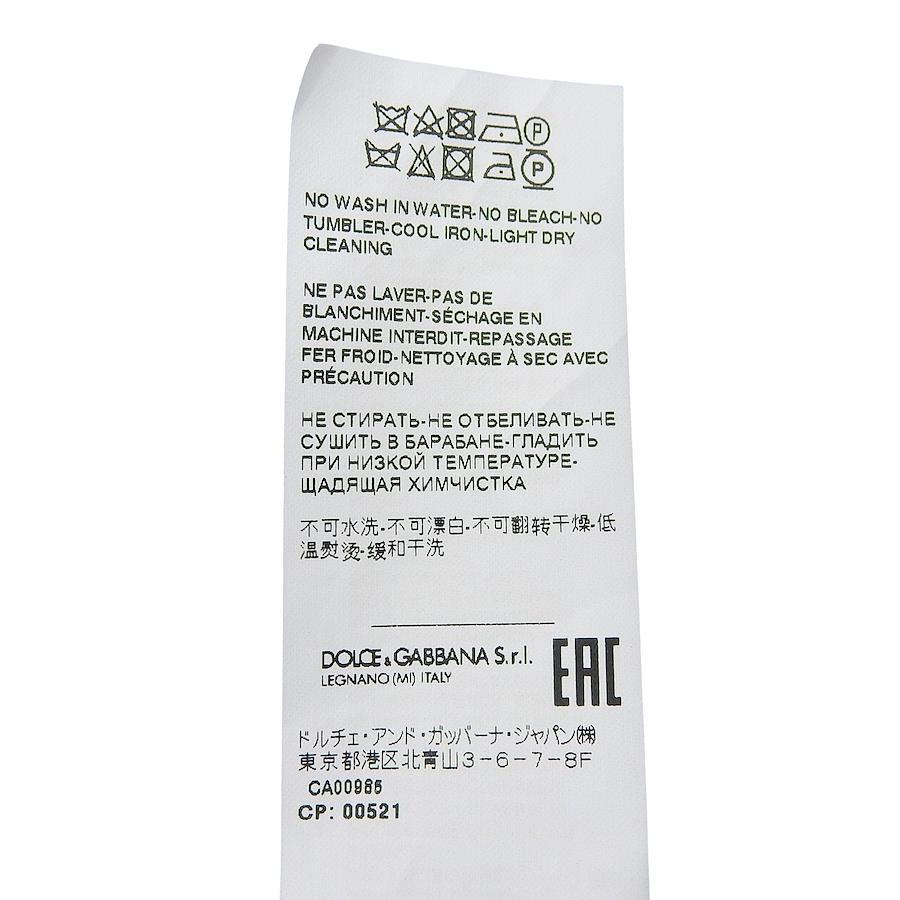 P
P
NO WASH IN WATER-NO BLEACH-NO
TUMBLER-COOL IRON-LIGHT DRY
CLEANING
NE PAS LAVER-PAS DE
BLANCHIMENT-SÉCHAGE EN
MACHINE INTERDIT-REPASSAGE
FER FROID-NETTOYAGE À SEC AVEC
PRÉCAUTION
НЕ СТИРАТЬ-НЕ ОТБЕЛИВАТЬ-НЕ
СУШИТЬ В БАРАБАНЕ-ГЛАДИТЬ
ПРИ НИЗКОЙ ТЕМПЕРАТУРЕ-
ЩАДЯЩАЯ ХИМЧИСТКА
不可水洗-不可漂白-不可翻转干燥-低
温熨烫-缓和干洗
DOLCE & GABBANA S.r.l.
LEGNANO (MI) ITALY
EAC
ドルチェ・アンド・ガッバーナ・ジャパン㈱
東京都港区北青山3-6-7-8F
CA00986
CP: 00521